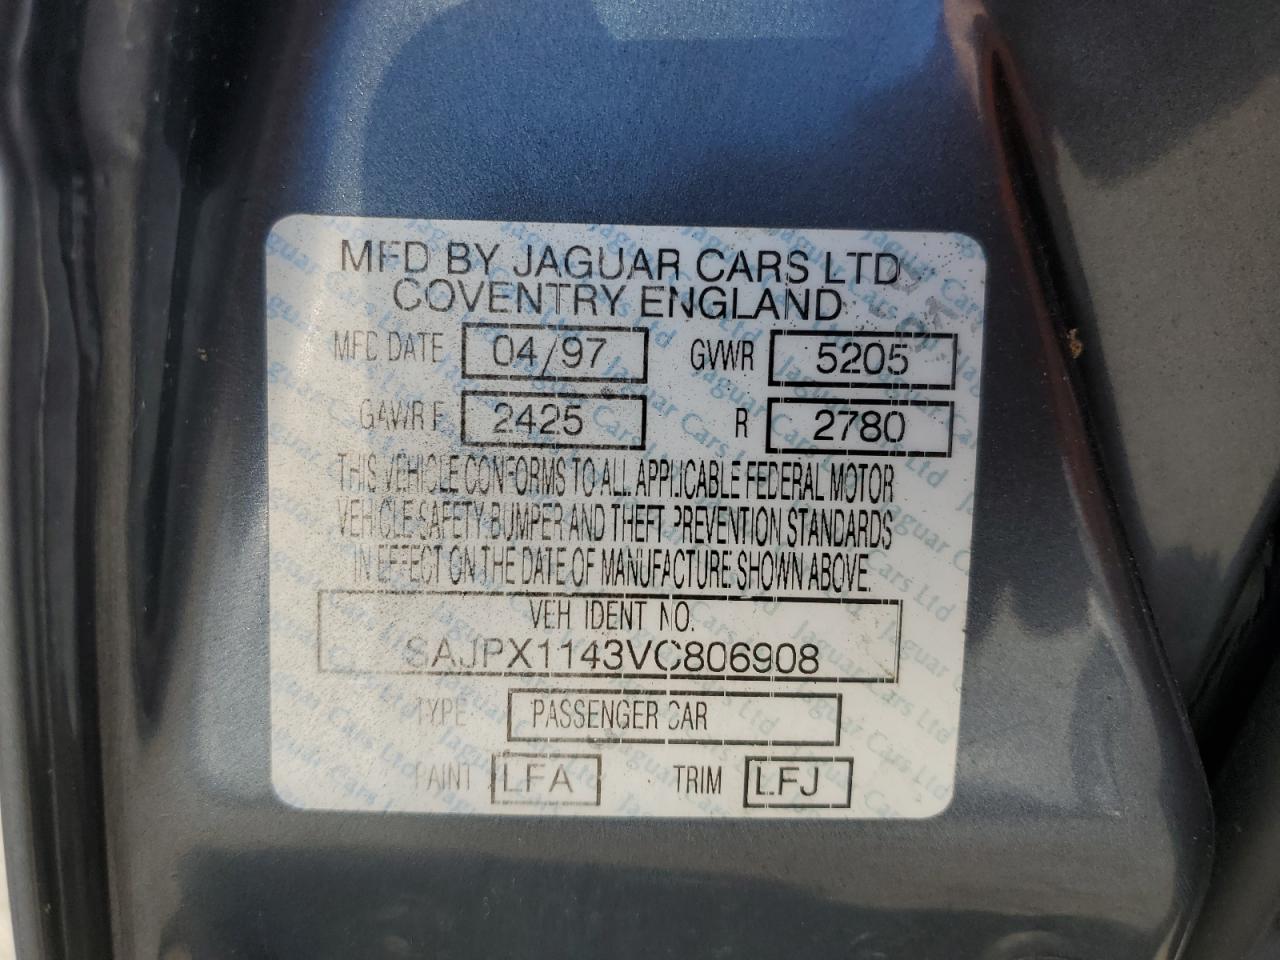 MFD BY JAGUAR CARS LTD
COVENTRY ENGLAND
MFD DATE 04/97 GVWR 5205
GAWR F 2425 R 2780
THIS VEHICLE CONFORMS TO ALL APPLICABLE FEDERAL MOTOR
VEHICLE SAFETY, BUMPER AND THEFT PREVENTION STANDARDS
IN EFFECT ON THE DATE OF MANUFACTURE SHOWN ABOVE.
VEH IDENT NO.
SAJPX1143VC806908
TYPE PASSENGER CAR
PAINT LFA TRIM LFJ